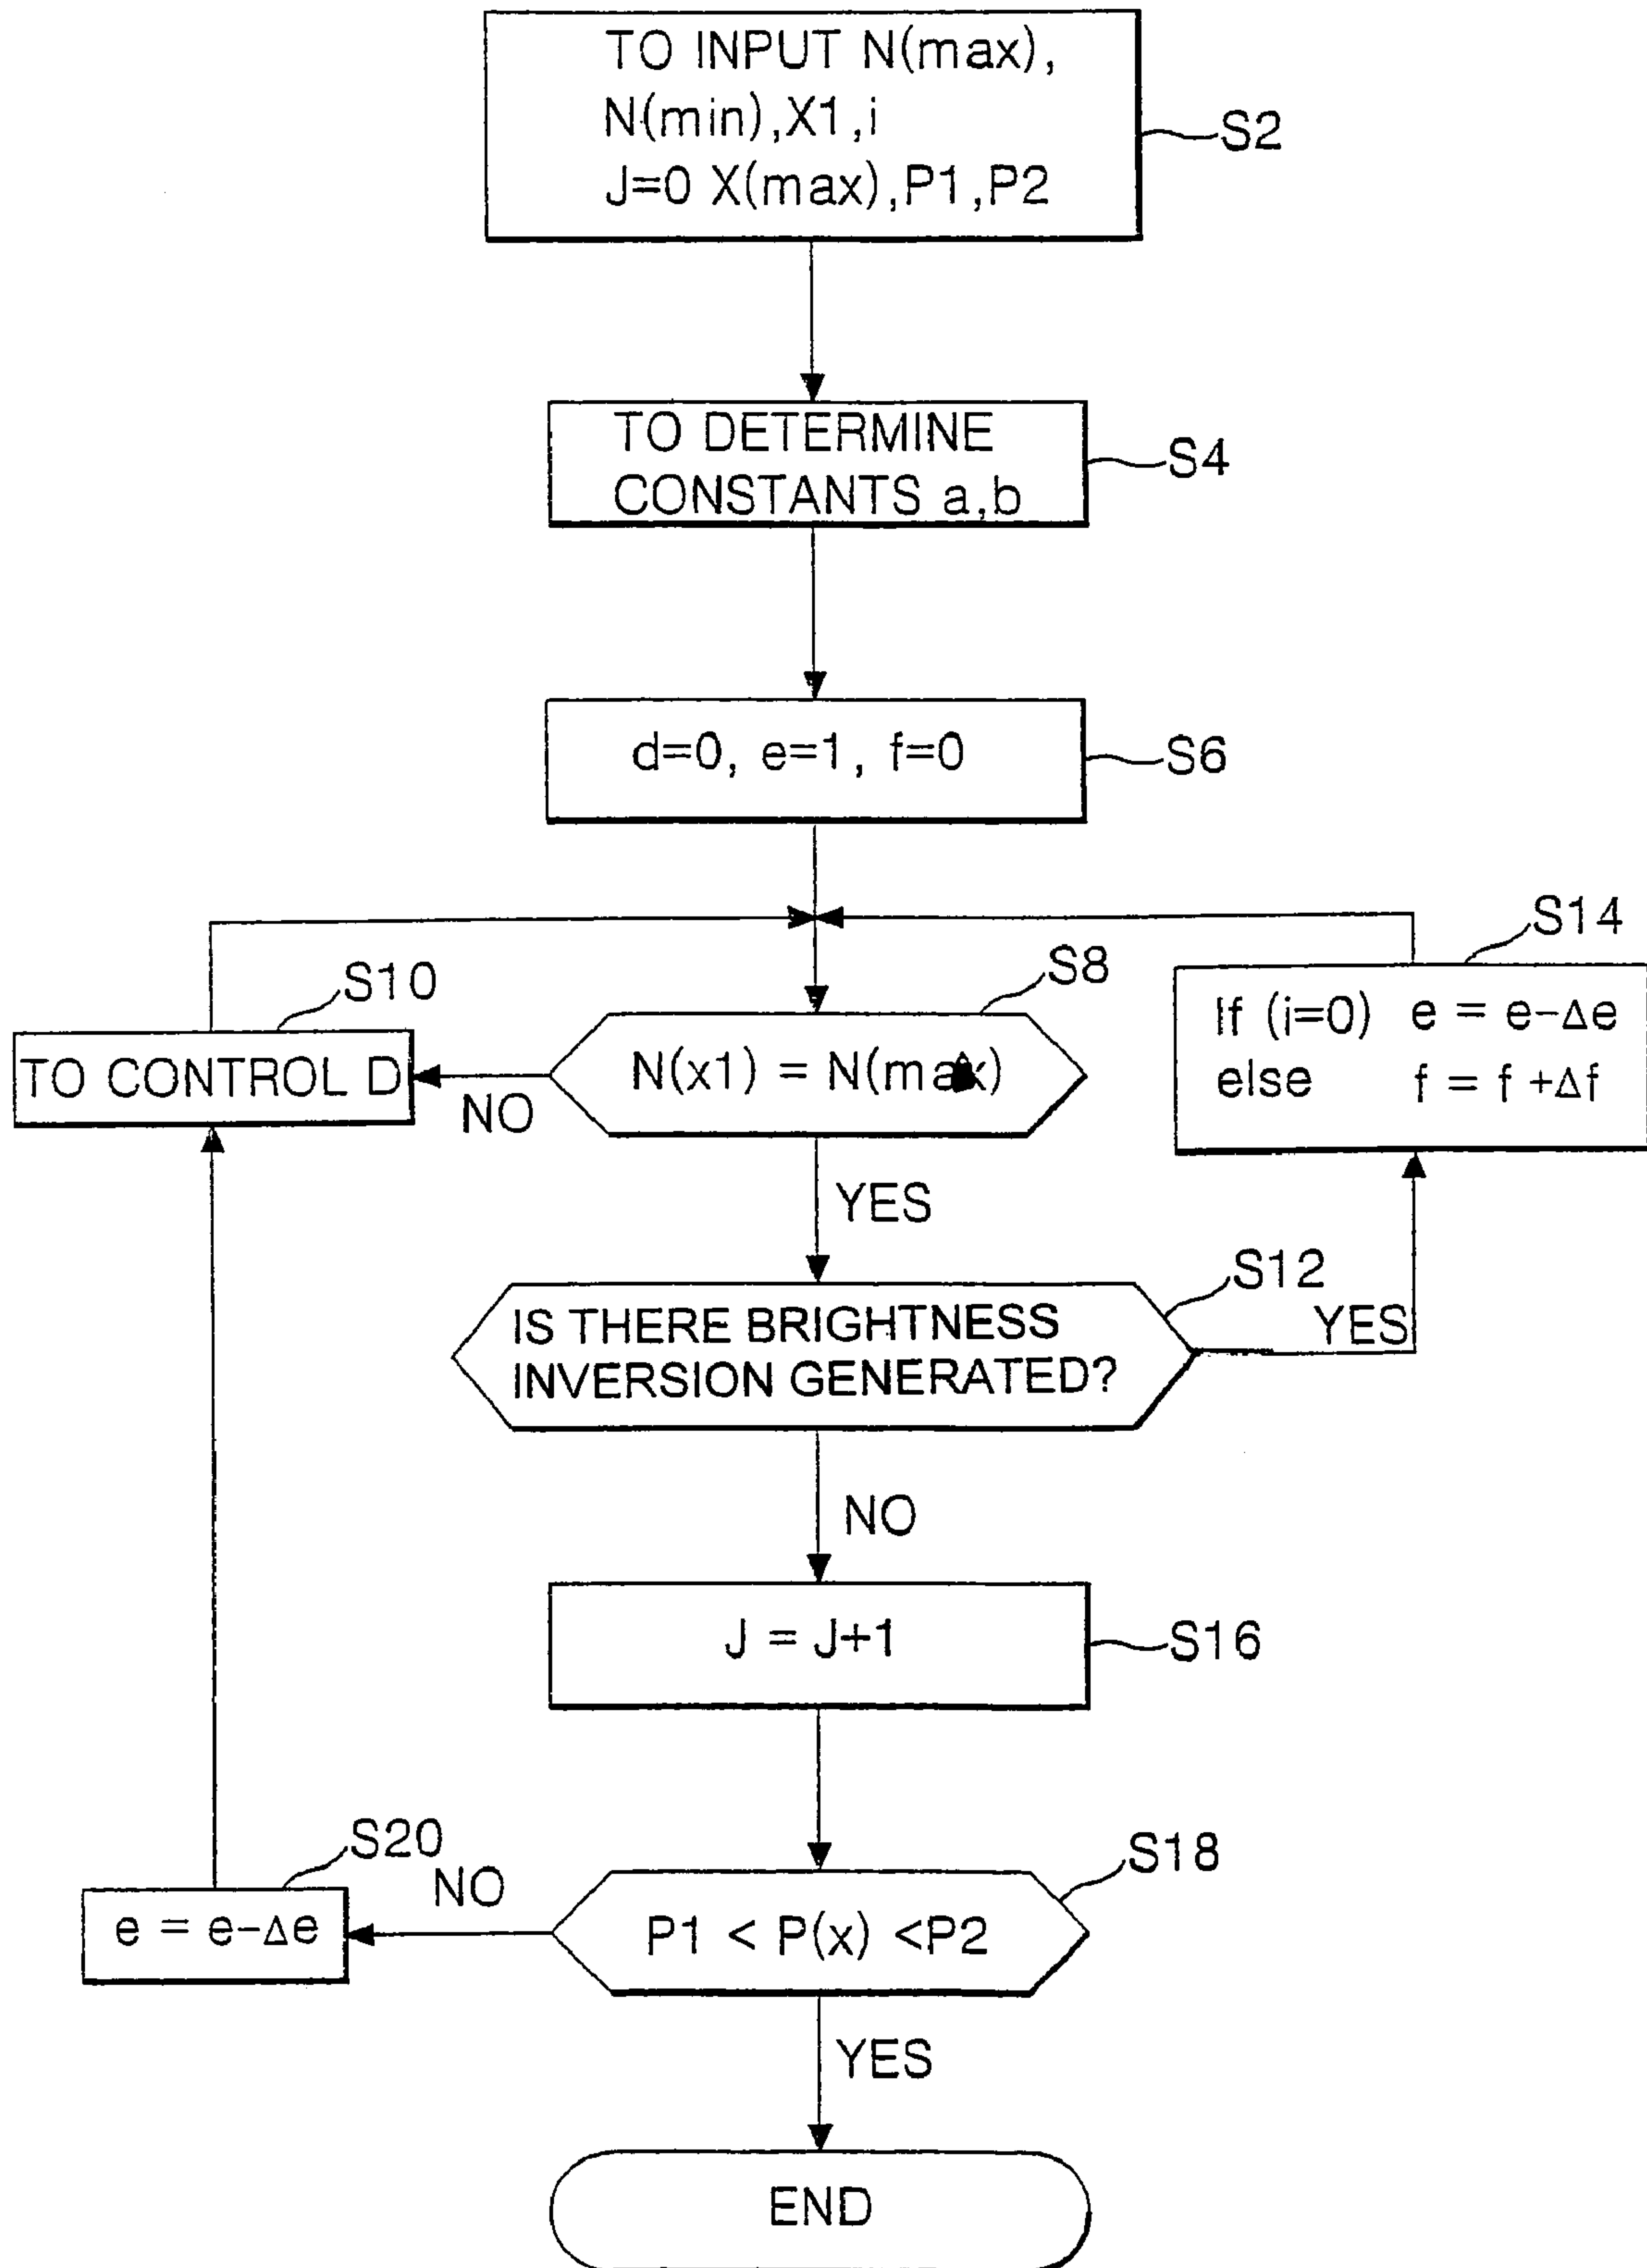 TO INPUT N(max),
N(min),X1,i
J=0 X(max),P1,P2
S2
TO DETERMINE
CONSTANTS a,b
S4
d=0, e=1, f=0
S6
S10
TO CONTROL D
S8
N(x1) = N(max)
NO
YES
S14
If (i=0) e = e-Δe
else f = f +Δf
S12
IS THERE BRIGHTNESS
INVERSION GENERATED?
YES
NO
J = J+1
S16
S20
e = e-Δe
NO
S18
P1 < P(x) <P2
YES
END